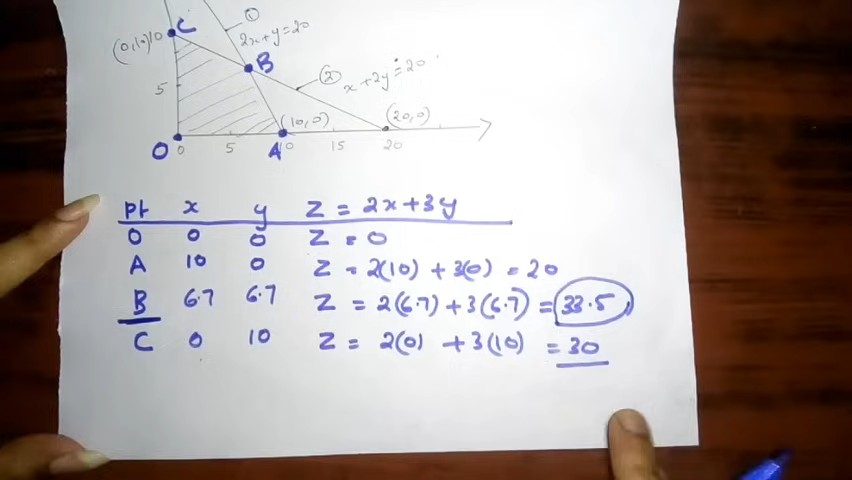 ① 2x+y=20
C
(0,10)10
B
② x+2y=20
5
(10,0)
(20,0)
O 0 5 A 10 15 20
Pt x y Z = 2x+3y
O 0 0 Z = 0
A 10 0 Z = 2(10) + 3(0) = 20
B 6.7 6.7 Z = 2(6.7) + 3(6.7) = 33.5
C 0 10 Z = 2(0) + 3(10) = 30